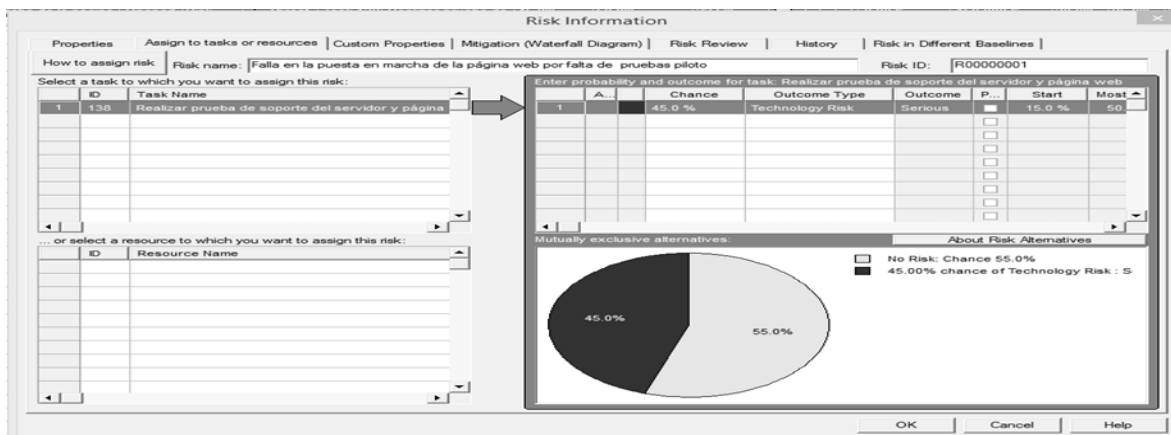 Risk Information
Properties Assign to tasks or resources Custom Properties Mitigation (Waterfall Diagram) Risk Review History Risk in Different Baselines
How to assign risk Risk name: Falla en la puesta en marcha de la página web por falta de pruebas piloto Risk ID: R00000001
Select a task to which you want to assign this risk:
ID Task Name
1 138 Realizar prueba de soporte del servidor y página
Enter probability and outcome for task: Realizar prueba de soporte del servidor y página web
A... Chance Outcome Type Outcome P... Start Most
1 45.0 % Technology Risk Serious 15.0 % 50.
... or select a resource to which you want to assign this risk:
ID Resource Name
Mutually exclusive alternatives: About Risk Alternatives
No Risk: Chance 55.0%
45.00% chance of Technology Risk : S
45.0%
55.0%
OK Cancel Help